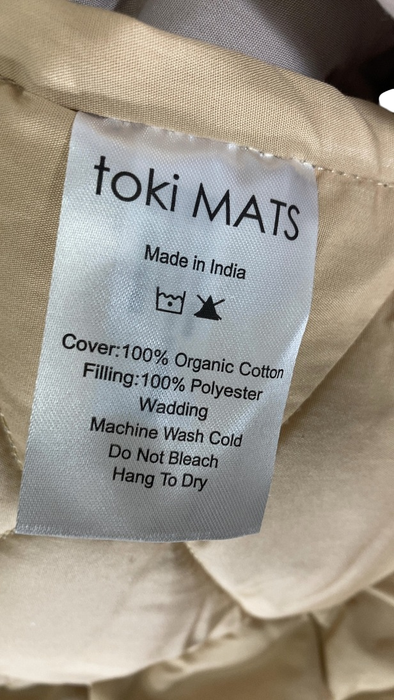 toki MATS
Made in India
Cover:100% Organic Cotton
Filling:100% Polyester
Wadding
Machine Wash Cold
Do Not Bleach
Hang To Dry